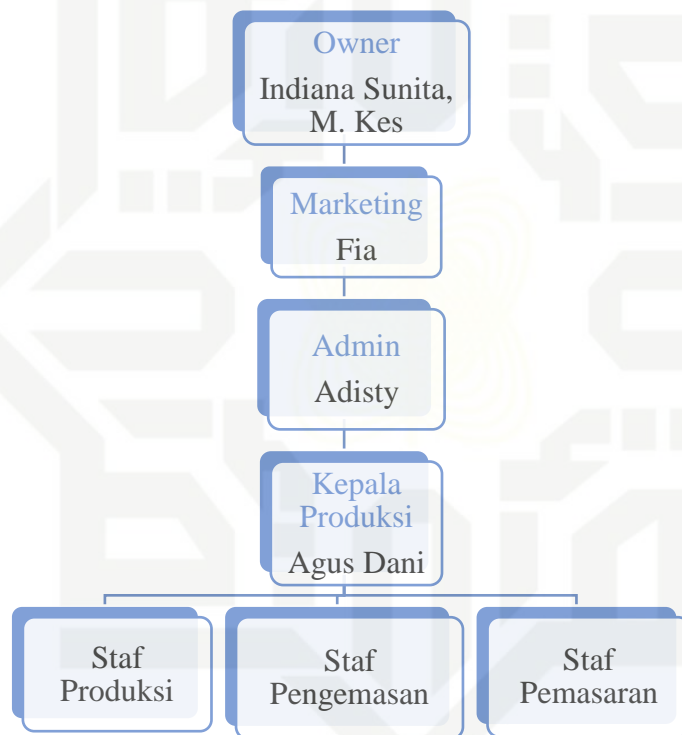 Owner
Indiana Sunita,
M. Kes
Marketing
Fia
Admin
Adisty
Kepala
Produksi
Agus Dani
Staf
Produksi
Staf
Pengemasan
Staf
Pemasaran